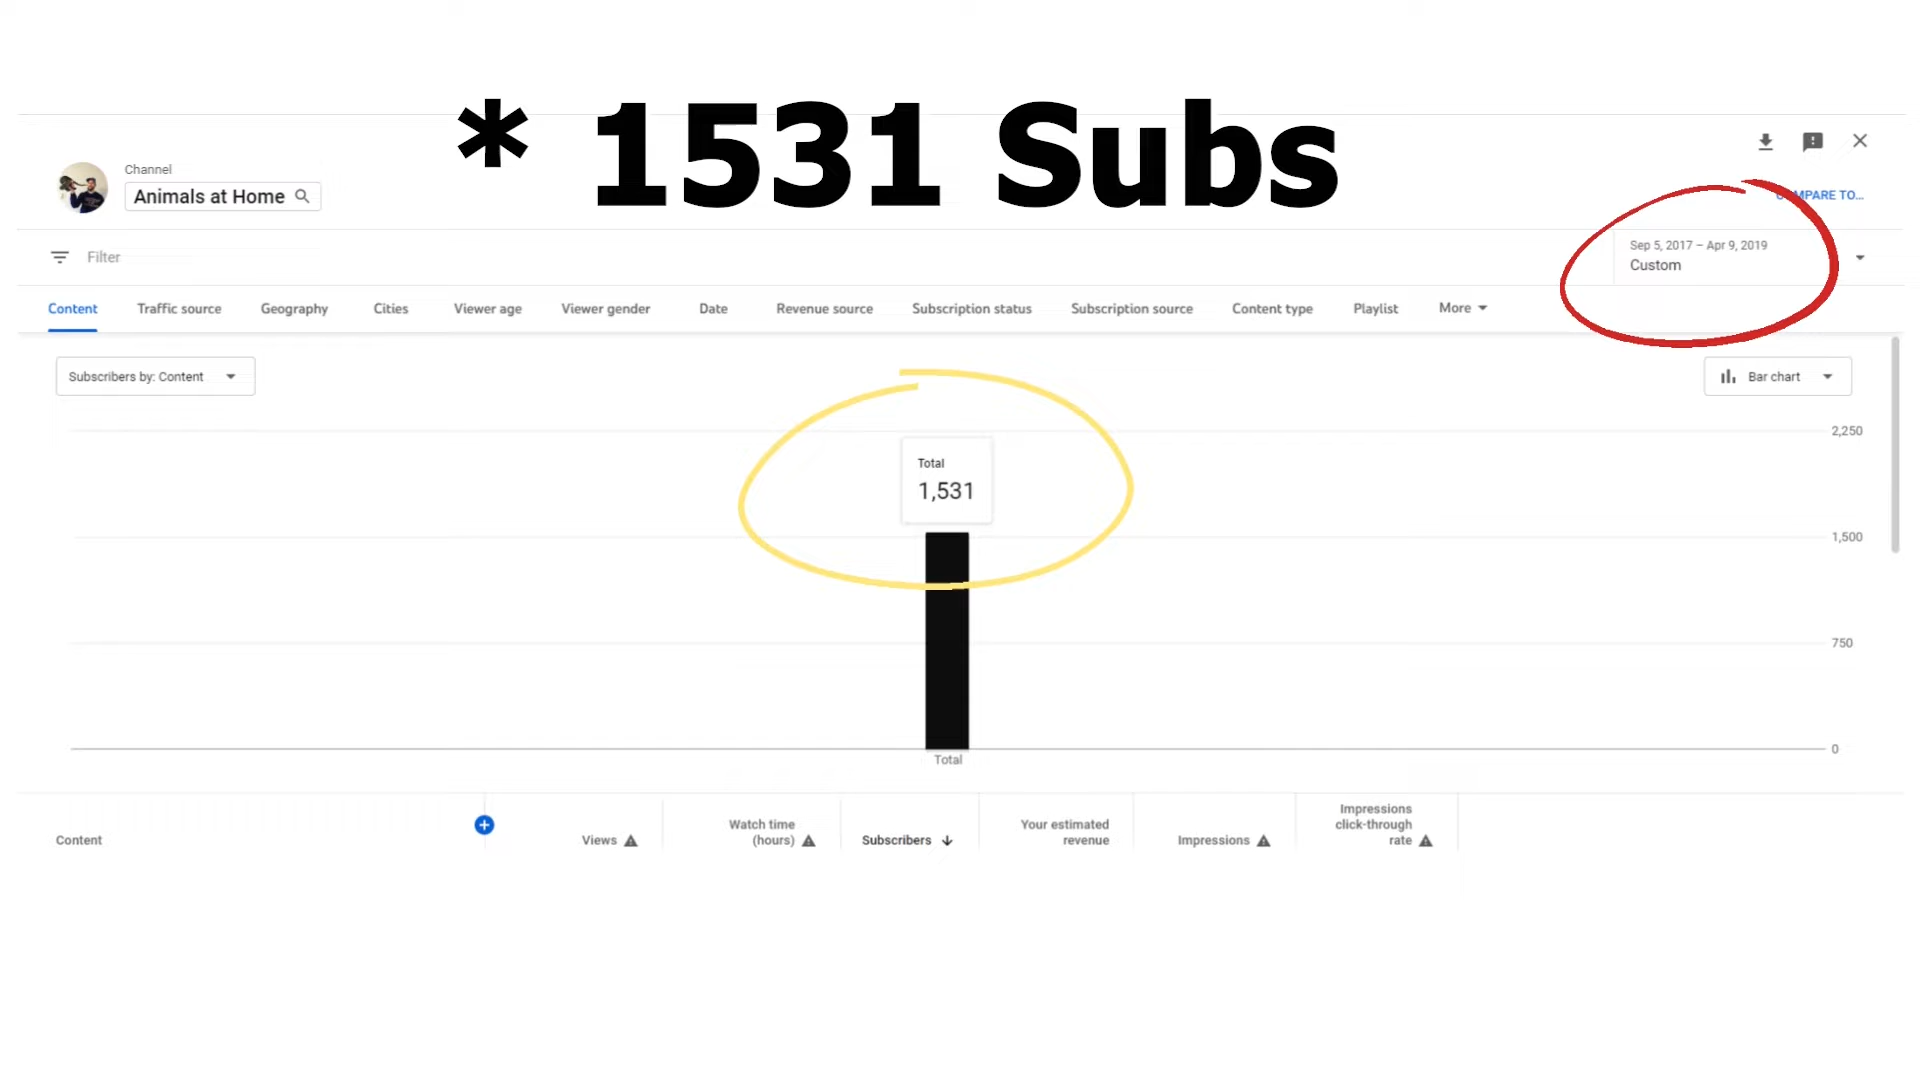 * 1531 Subs
Channel
Animals at Home
MPARE TO...
Filter
Sep 5, 2017 – Apr 9, 2019
Custom
Content Traffic source Geography Cities Viewer age Viewer gender Date Revenue source Subscription status Subscription source Content type Playlist More
Subscribers by: Content
Bar chart
2,250
Total
1,531
1,500
750
0
Total
Content
Views
Watch time
(hours)
Subscribers
Your estimated
revenue
Impressions
Impressions
click-through
rate